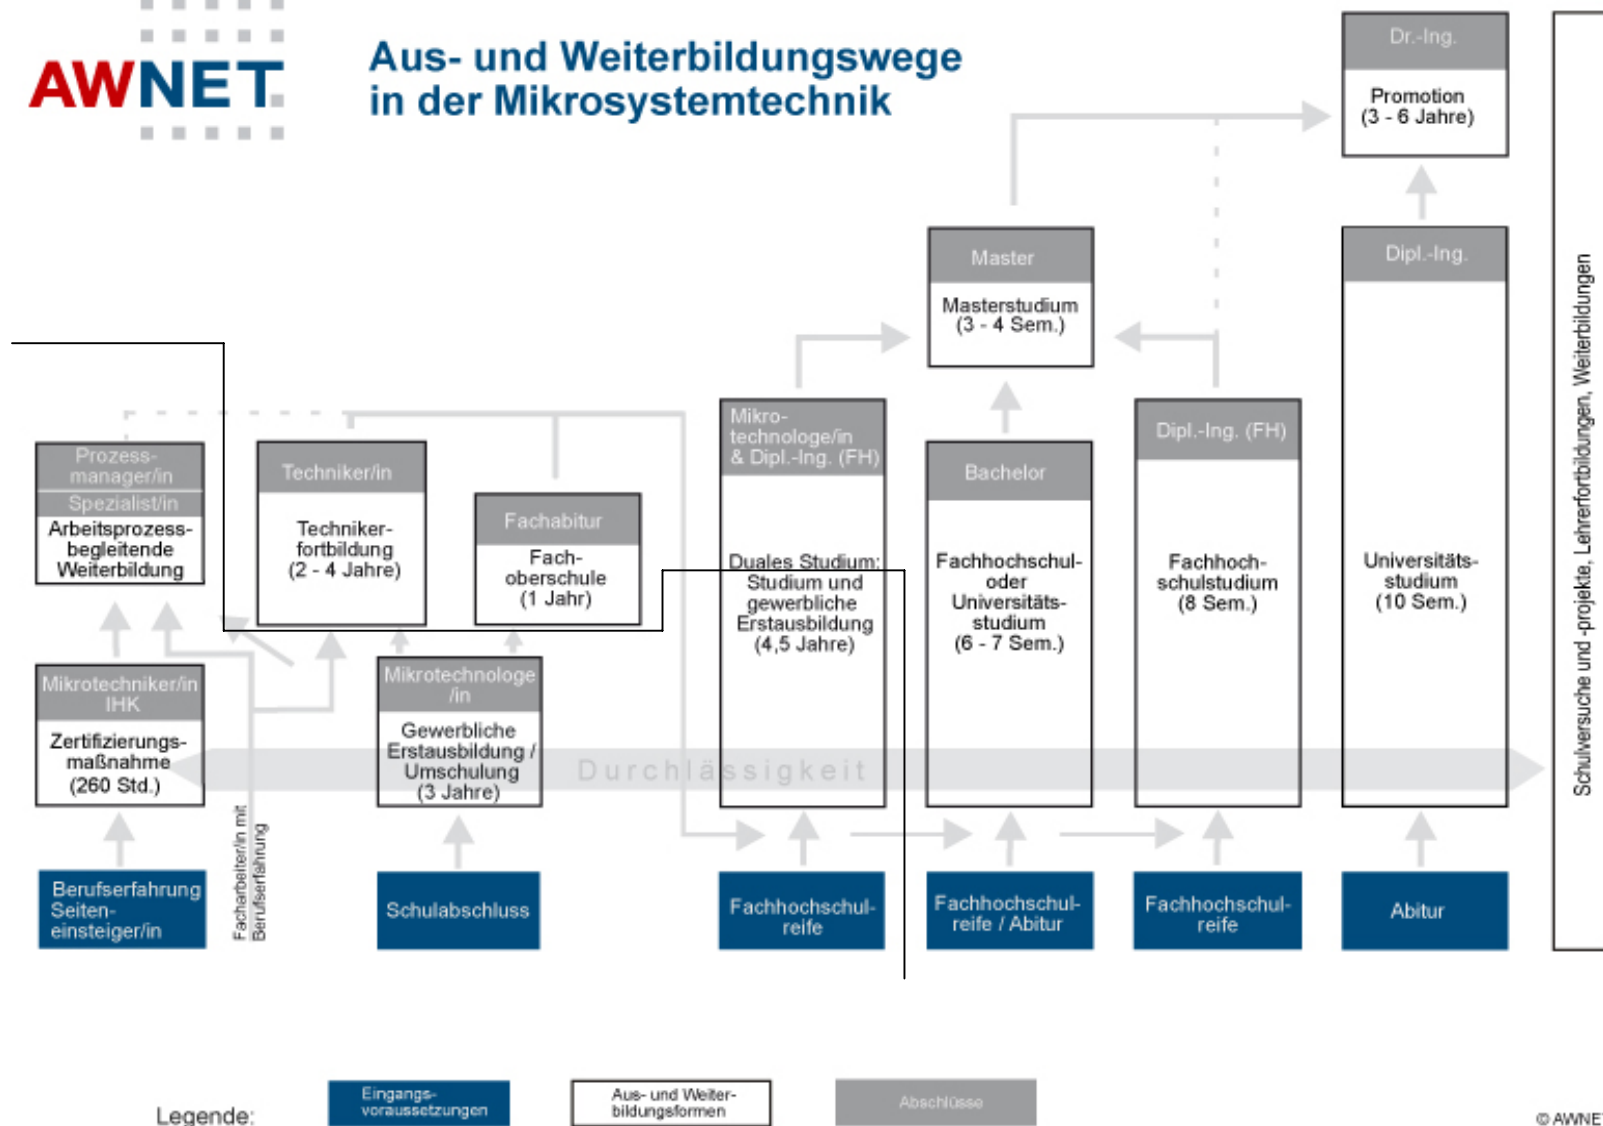 AWNET
Aus- und Weiterbildungswege
in der Mikrosystemtechnik
Dr.-Ing.
Promotion
(3 - 6 Jahre)
Master
Masterstudium
(3 - 4 Sem.)
Dipl.-Ing.
Universitäts-
studium
(10 Sem.)
Schulversuche und -projekte, Lehrerfortbildungen, Weiterbildungen
Prozess-
manager/in
Spezialist/in
Arbeitsprozess-
begleitende
Weiterbildung
Techniker/in
Techniker-
fortbildung
(2 - 4 Jahre)
Fachabitur
Fach-
oberschule
(1 Jahr)
Mikro-
technologe/in
& Dipl.-Ing. (FH)
Duales Studium:
Studium und
gewerbliche
Erstausbildung
(4,5 Jahre)
Bachelor
Fachhochschul-
oder
Universitäts-
studium
(6 - 7 Sem.)
Dipl.-Ing. (FH)
Fachhoch-
schulstudium
(8 Sem.)
Mikrotechniker/in
IHK
Zertifizierungs-
maßnahme
(260 Std.)
Mikrotechnologe
/in
Gewerbliche
Erstausbildung /
Umschulung
(3 Jahre)
Durchlässigkeit
Facharbeiter/in mit
Berufserfahrung
Berufserfahrung
Seiten-
einsteiger/in
Schulabschluss
Fachhochschul-
reife
Fachhochschul-
reife / Abitur
Fachhochschul-
reife
Abitur
Legende:
Eingangs-
voraussetzungen
Aus- und Weiter-
bildungsformen
Abschlüsse
© AWNET